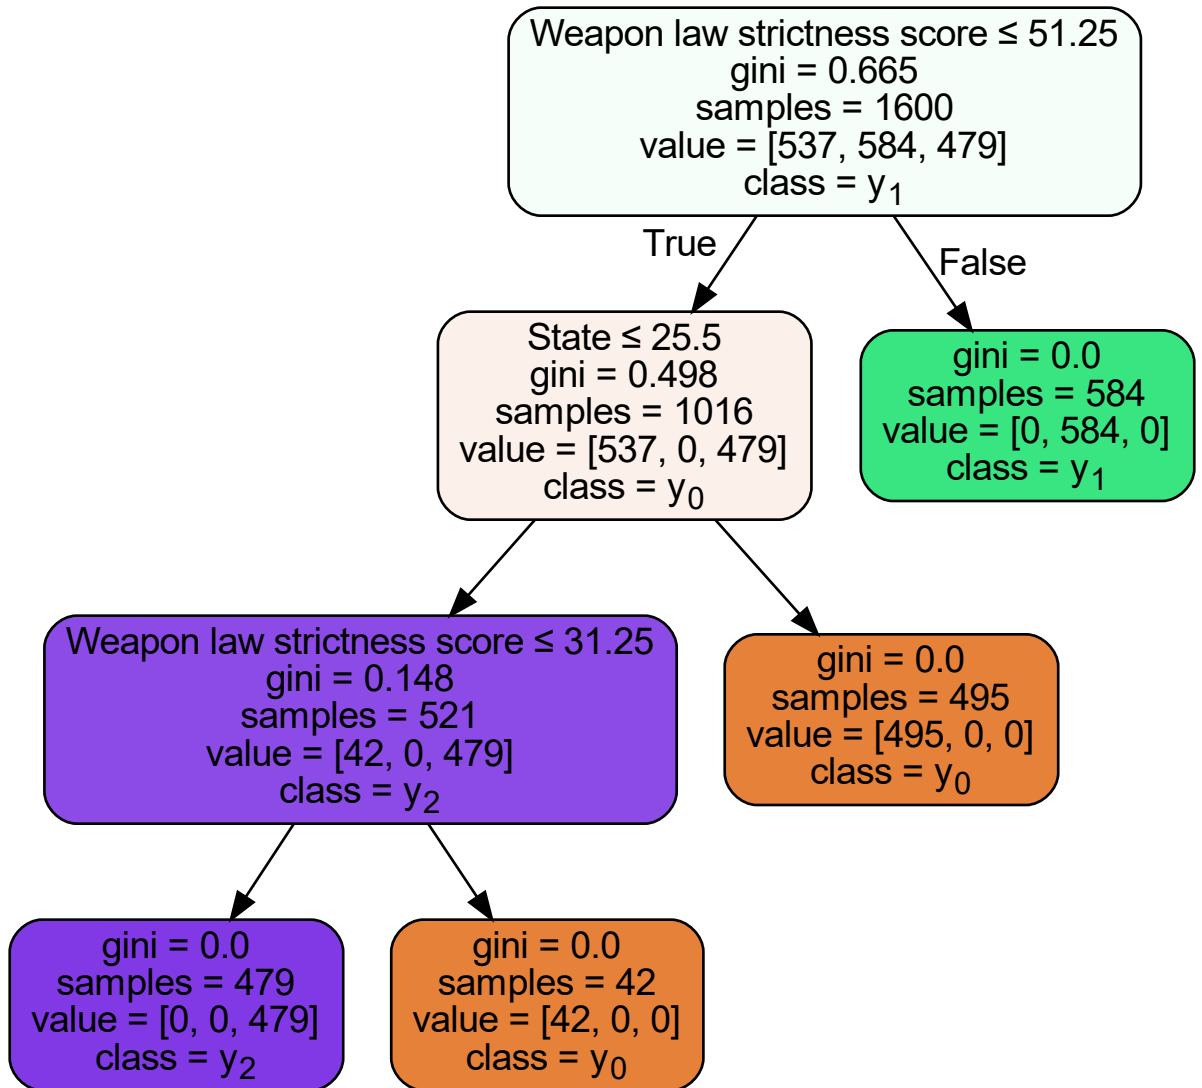 Weapon law strictness score ≤ 51.25
gini = 0.665
samples = 1600
value = [537, 584, 479]
class = y₁
True
False
State ≤ 25.5
gini = 0.498
samples = 1016
value = [537, 0, 479]
class = y₀
gini = 0.0
samples = 584
value = [0, 584, 0]
class = y₁
Weapon law strictness score ≤ 31.25
gini = 0.148
samples = 521
value = [42, 0, 479]
class = y₂
gini = 0.0
samples = 495
value = [495, 0, 0]
class = y₀
gini = 0.0
samples = 479
value = [0, 0, 479]
class = y₂
gini = 0.0
samples = 42
value = [42, 0, 0]
class = y₀